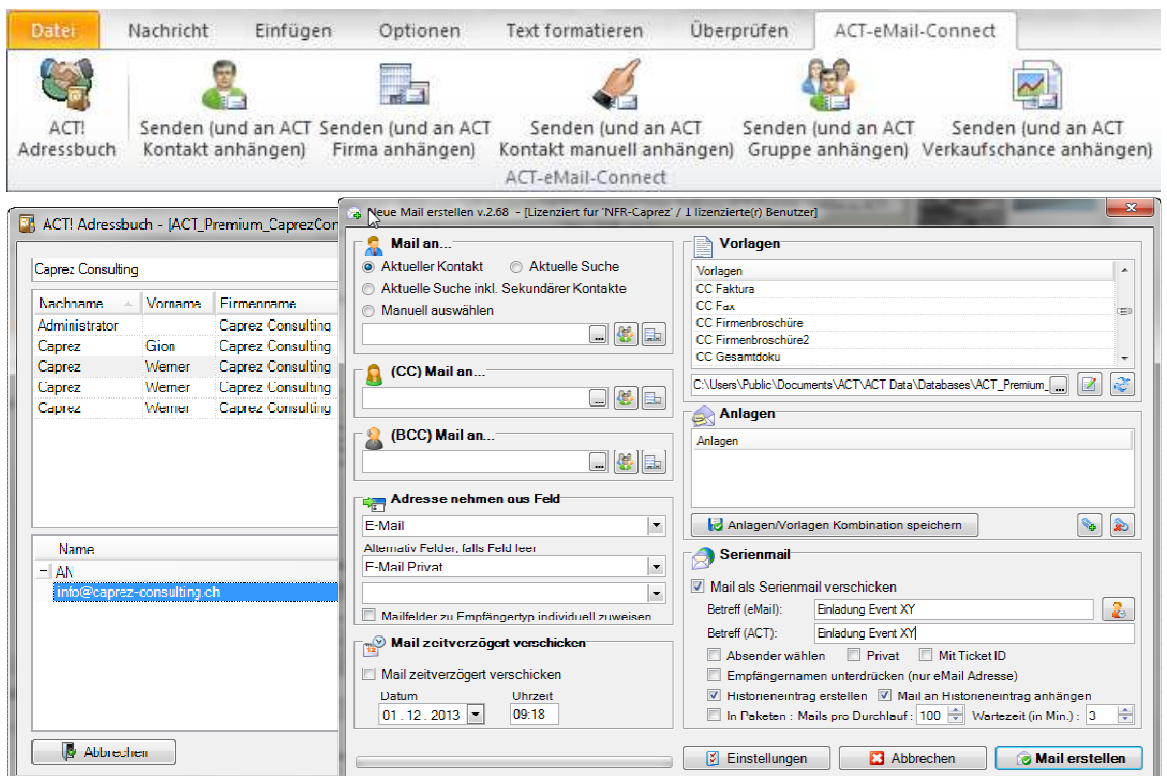 Datei Nachricht Einfügen Optionen Text formatieren Überprüfen ACT-eMail-Connect
ACT! Adressbuch
Senden (und an ACT Kontakt anhängen)
Senden (und an ACT Firma anhängen)
Senden (und an ACT Kontakt manuell anhängen)
Senden (und an ACT Gruppe anhängen)
Senden (und an ACT Verkaufschance anhängen)
ACT-eMail-Connect
ACT! Adressbuch - [ACT_Premium_CaprezCon
Caprez Consulting
Nachname Vorname Firmenname
Administrator Caprez Consulting
Caprez Gion Caprez Consulting
Caprez Werner Caprez Consulting
Caprez Werner Caprez Consulting
Caprez Werner Caprez Consulting
Name
AN
info@caprez-consulting.ch
Abbrechen
Neue Mail erstellen v.2.68 - [Lizenziert für 'NFR-Caprez' / 1 lizenzierte(r) Benutzer]
Mail an...
Aktueller Kontakt Aktuelle Suche
Aktuelle Suche inkl. Sekundärer Kontakte
Manuell auswählen
...
(CC) Mail an...
...
(BCC) Mail an...
...
Adresse nehmen aus Feld
E-Mail
Alternativ Felder, falls Feld leer
E-Mail Privat
Mailfelder zu Empfängertyp individuell zuweisen
Mail zeitverzögert verschicken
Mail zeitverzögert verschicken
Datum Uhrzeit
01 . 12 . 2013 09:18
Vorlagen
Vorlagen
CC Faktura
CC Fax
CC Firmenbroschüre
CC Firmenbroschüre2
CC Gesamtdoku
C:\Users\Public\Documents\ACT\ACT Data\Databases\ACT_Premium_ ...
Anlagen
Anlagen
Anlagen/Vorlagen Kombination speichern
Serienmail
Mail als Serienmail verschicken
Betreff (eMail): Einladung Event XY
Betreff (ACT): Einladung Event XY
Absender wählen Privat Mit Ticket ID
Empfängernamen unterdrücken (nur eMail Adresse)
Historieneintrag erstellen Mail an Historieneintrag anhängen
In Paketen : Mails pro Durchlauf : 100 Wartezeit (in Min.) : 3
Einstellungen Abbrechen Mail erstellen